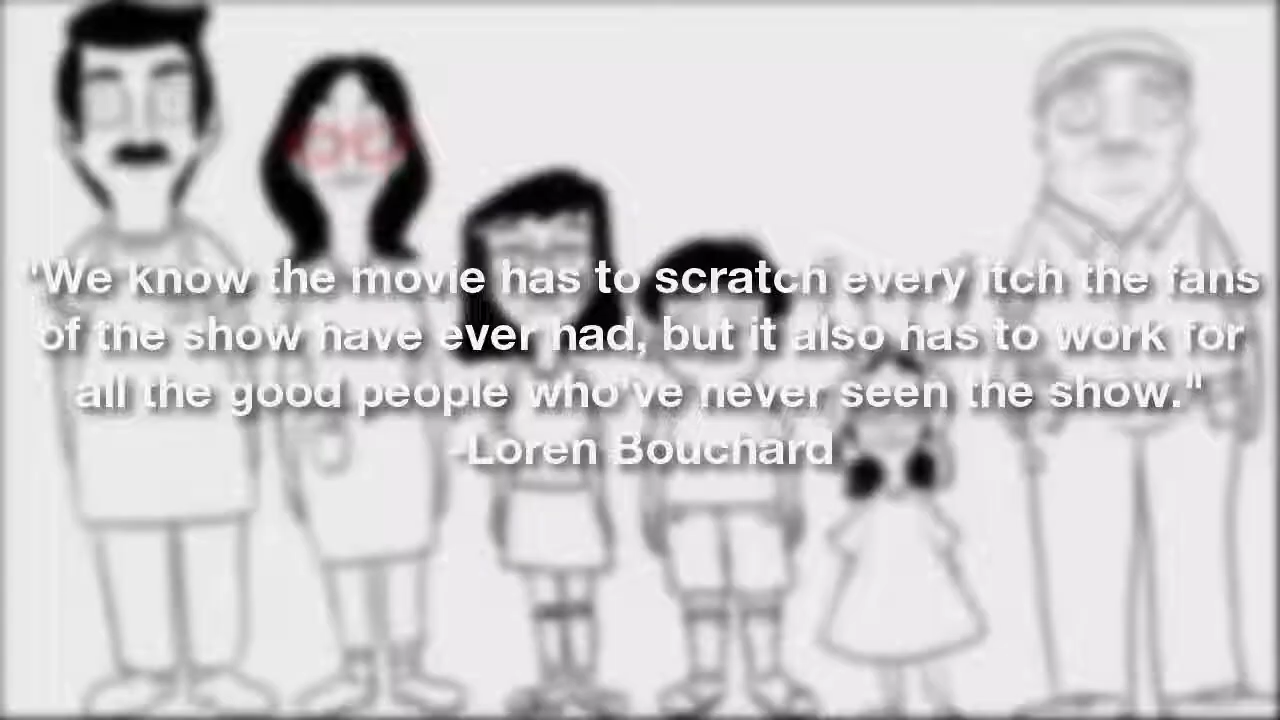 "We know the movie has to scratch every itch the fans
of the show have ever had, but it also has to work for
all the good people who've never seen the show."
-Loren Bouchard